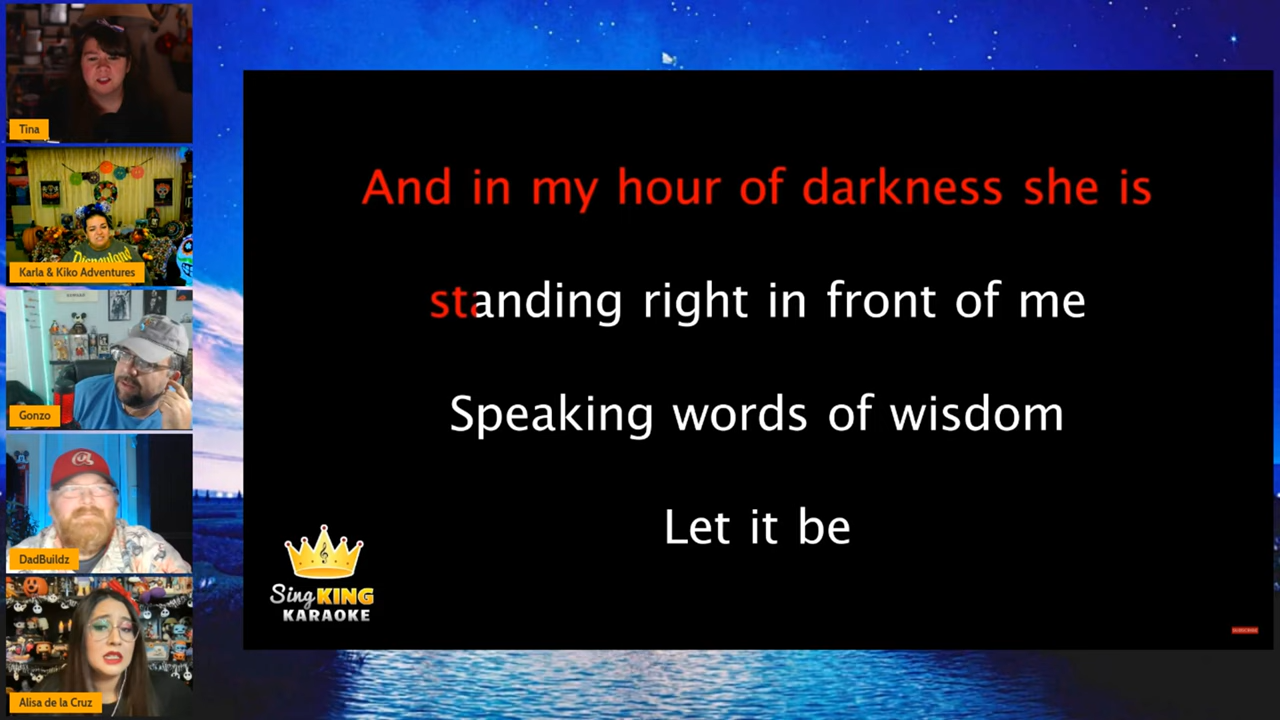 Tina
Karla & Kiko Adventures
Gonzo
DadBuildz
Alisa de la Cruz
And in my hour of darkness she is
standing right in front of me
Speaking words of wisdom
Let it be
Sing KING
KARAOKE